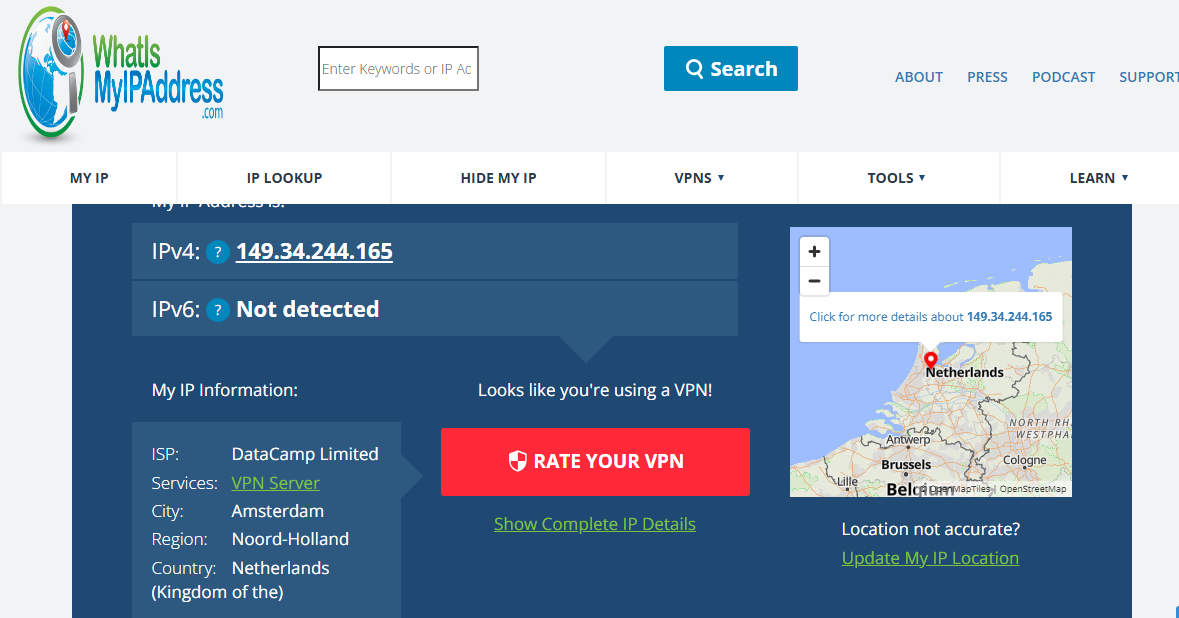 WhatIs
MyIPAddress
.com
Enter Keywords or IP Ac
Search
ABOUT
PRESS
PODCAST
SUPPORT
MY IP
IP LOOKUP
HIDE MY IP
VPNS ▾
TOOLS ▾
LEARN ▾
My IP Address is:
IPv4: ? 149.34.244.165
IPv6: ? Not detected
My IP Information:
ISP: DataCamp Limited
Services: VPN Server
City: Amsterdam
Region: Noord-Holland
Country: Netherlands
(Kingdom of the)
Looks like you're using a VPN!
RATE YOUR VPN
Show Complete IP Details
+
−
Click for more details about 149.34.244.165
Netherlands
NORTH RH
WESTPHA
Antwerp
Cologne
Brussels
Lille
Belgium
OpenMapTiles | OpenStreetMap
Location not accurate?
Update My IP Location